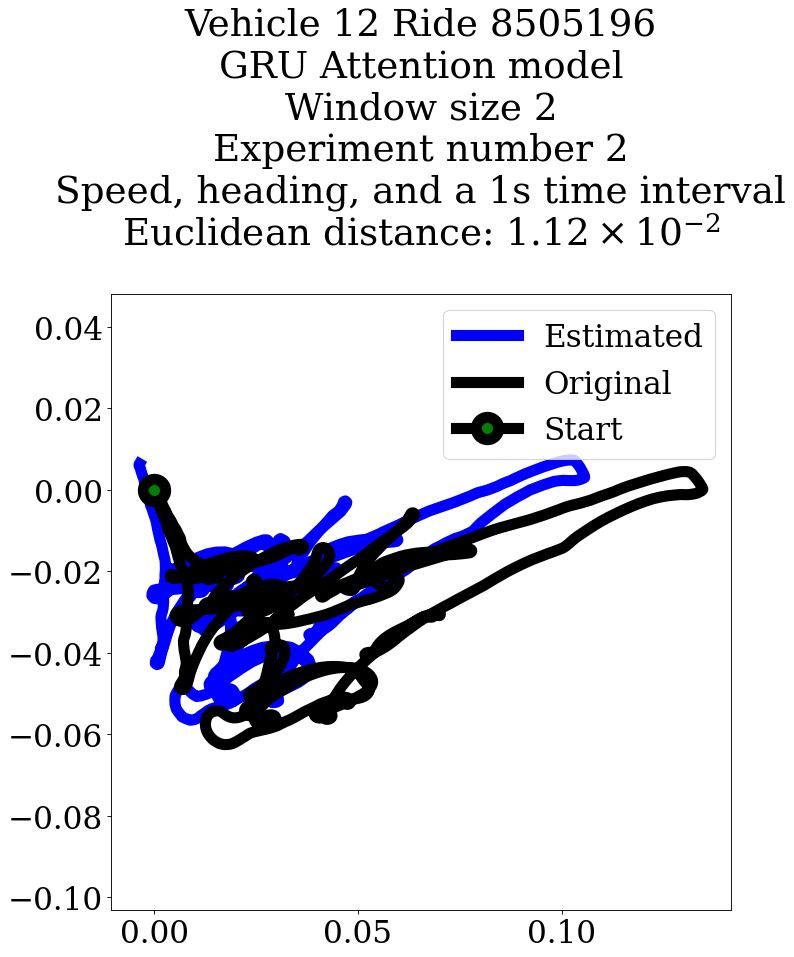 Vehicle 12 Ride 8505196
GRU Attention model
Window size 2
Experiment number 2
Speed, heading, and a 1s time interval
Euclidean distance: 1.12 × 10⁻²
Estimated
Original
Start
0.04
0.02
0.00
−0.02
−0.04
−0.06
−0.08
−0.10
0.00 0.05 0.10